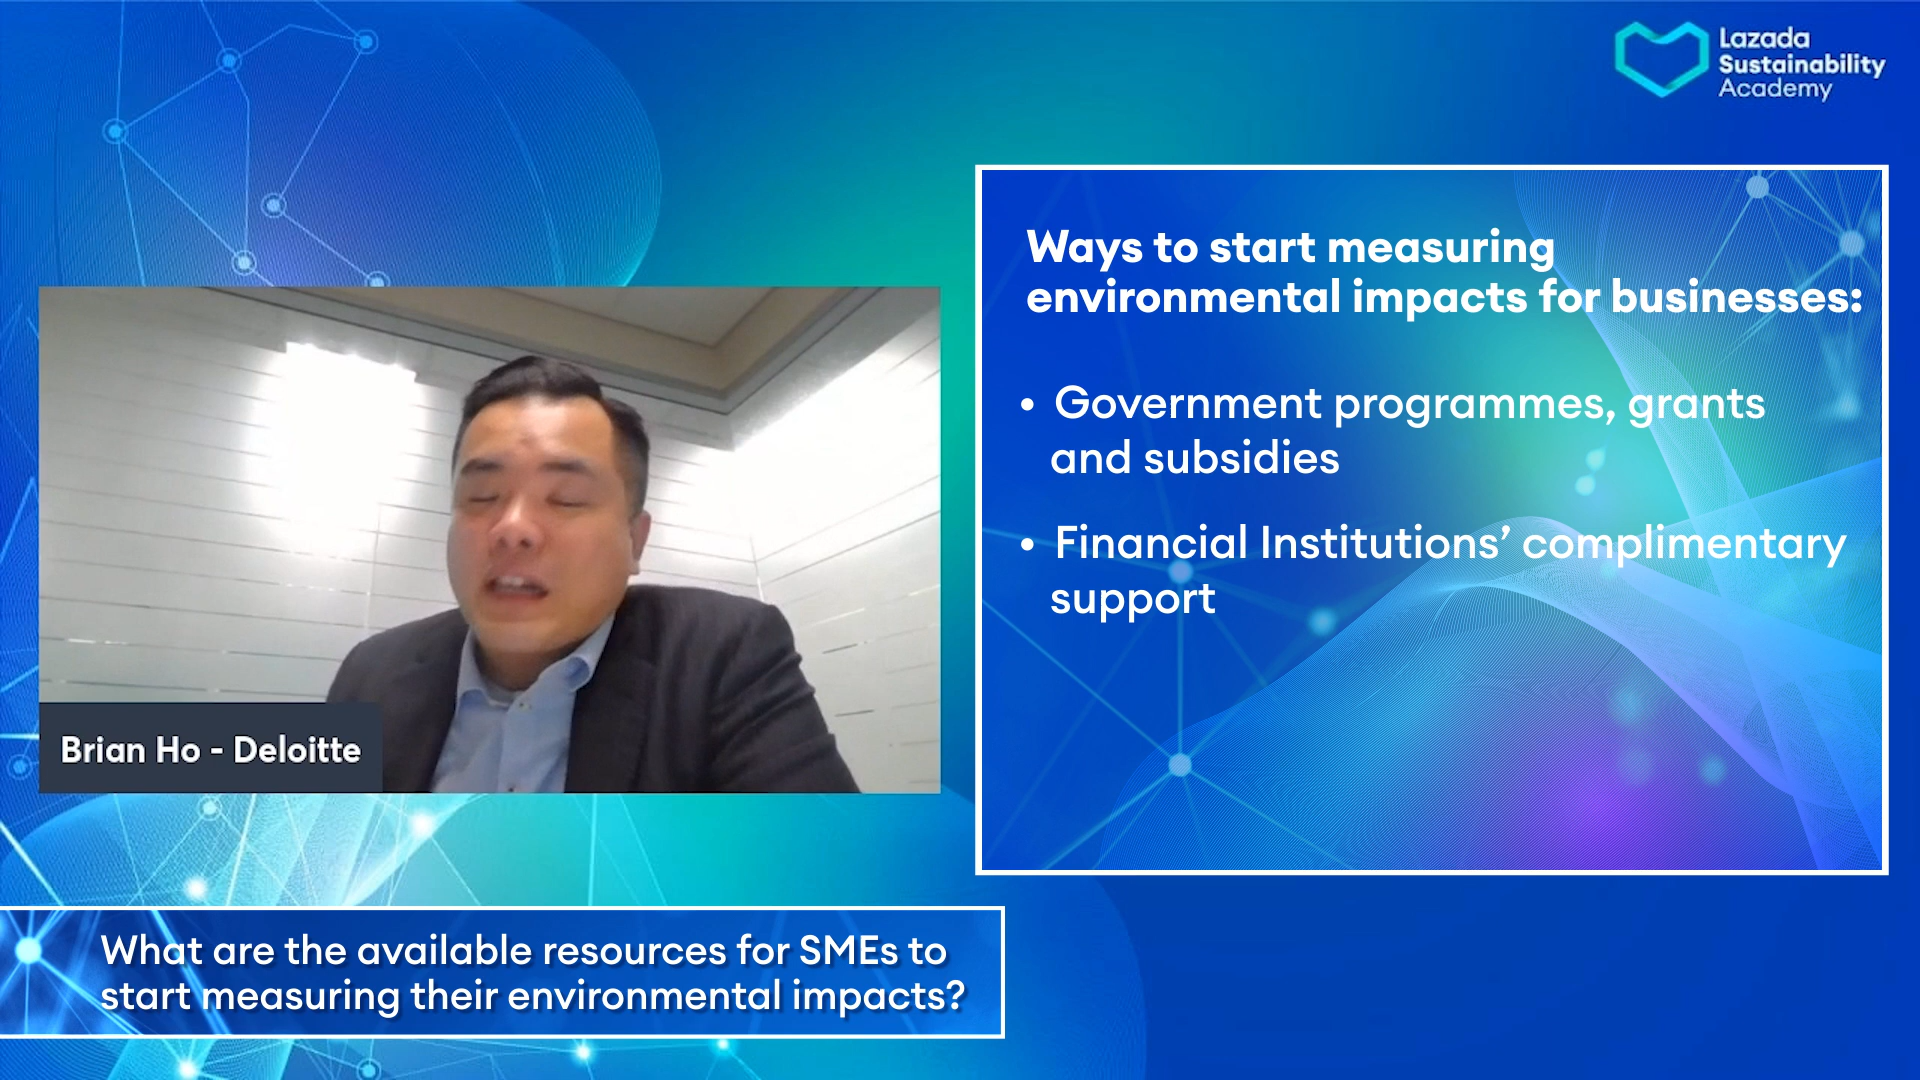 Lazada
Sustainability
Academy
Ways to start measuring
environmental impacts for businesses:
• Government programmes, grants
and subsidies
• Financial Institutions’ complimentary
support
Brian Ho - Deloitte
What are the available resources for SMEs to
start measuring their environmental impacts?